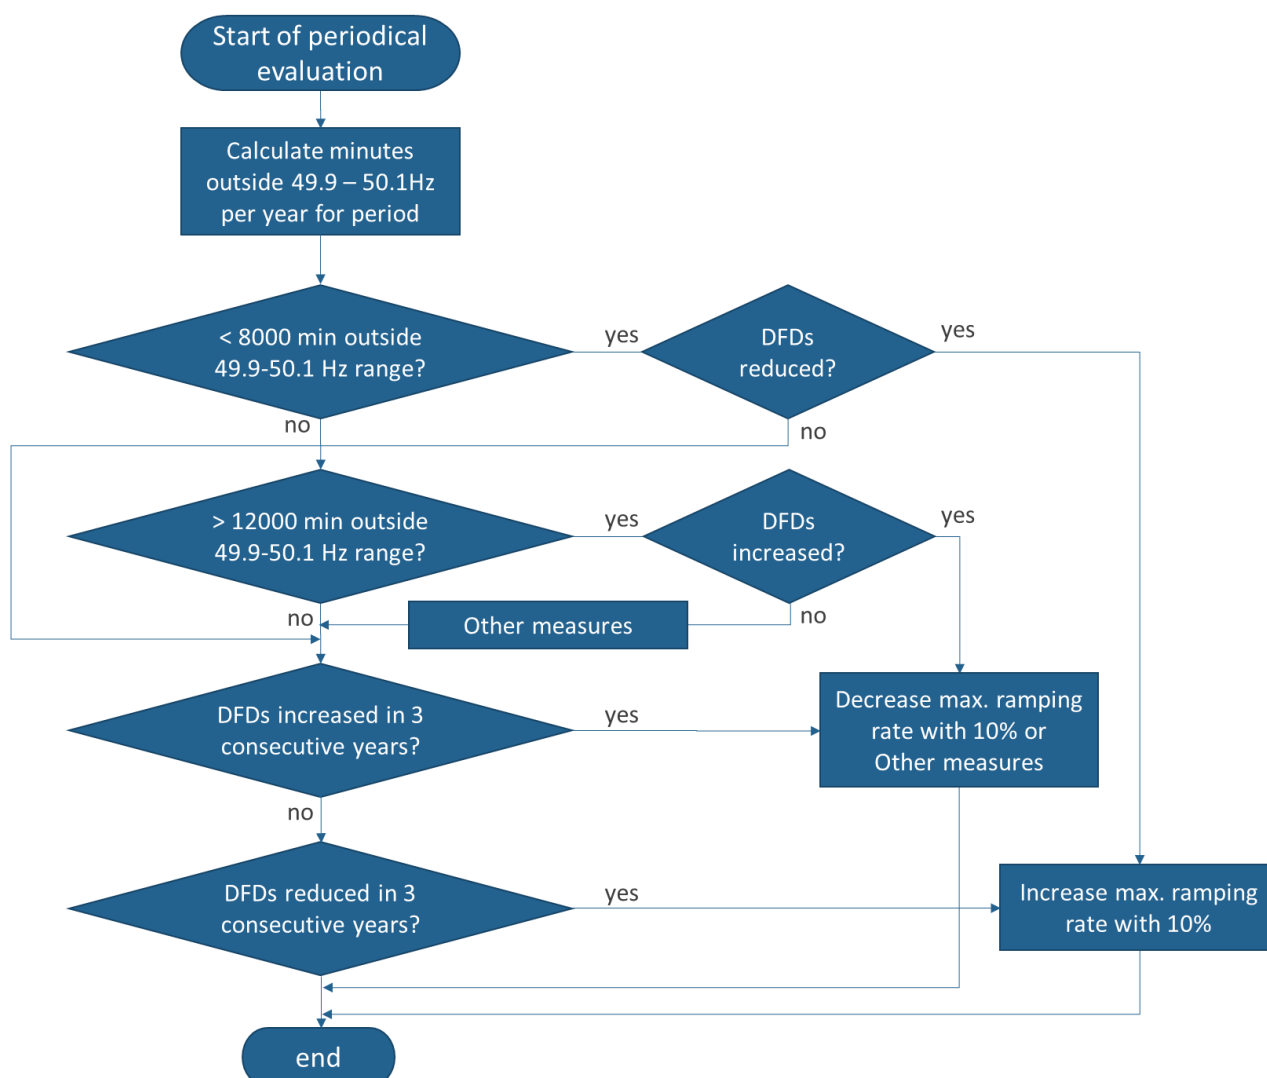 Start of periodical
evaluation
Calculate minutes
outside 49.9 – 50.1Hz
per year for period
< 8000 min outside
49.9-50.1 Hz range?
yes
DFDs
reduced?
yes
no
no
> 12000 min outside
49.9-50.1 Hz range?
yes
DFDs
increased?
yes
no
Other measures
no
DFDs increased in 3
consecutive years?
yes
Decrease max. ramping
rate with 10% or
Other measures
no
DFDs reduced in 3
consecutive years?
yes
Increase max. ramping
rate with 10%
end